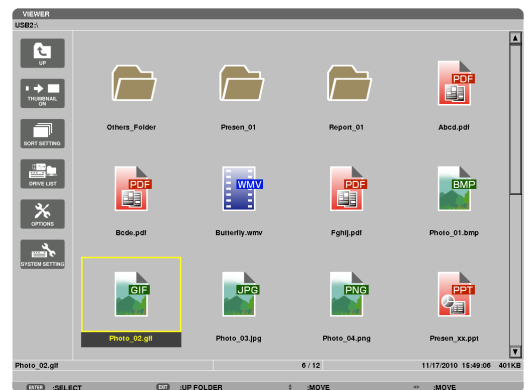 VIEWER
USB2:\
UP
THUMBNAIL
ON
SORT SETTING
DRIVE LIST
OPTIONS
SYSTEM SETTING
Others_Folder
Presen_01
Report_01
PDF
Abcd.pdf
PDF
Bcde.pdf
WMV
Butterfly.wmv
PDF
Fghij.pdf
BMP
Photo_01.bmp
GIF
Photo_02.gif
JPG
Photo_03.jpg
PNG
Photo_04.png
PPT
Presen_xx.ppt
Photo_02.gif 6 / 12 11/17/2010 15:49:06 401KB
ENTER :SELECT EXIT :UP FOLDER :MOVE :MOVE